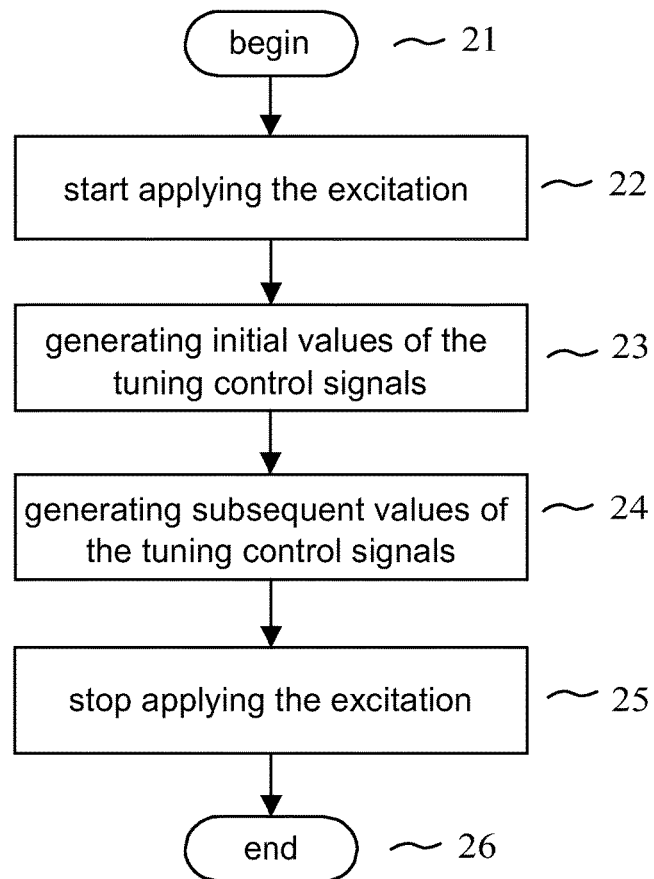 begin 21
start applying the excitation 22
generating initial values of the
tuning control signals 23
generating subsequent values of
the tuning control signals 24
stop applying the excitation 25
end 26